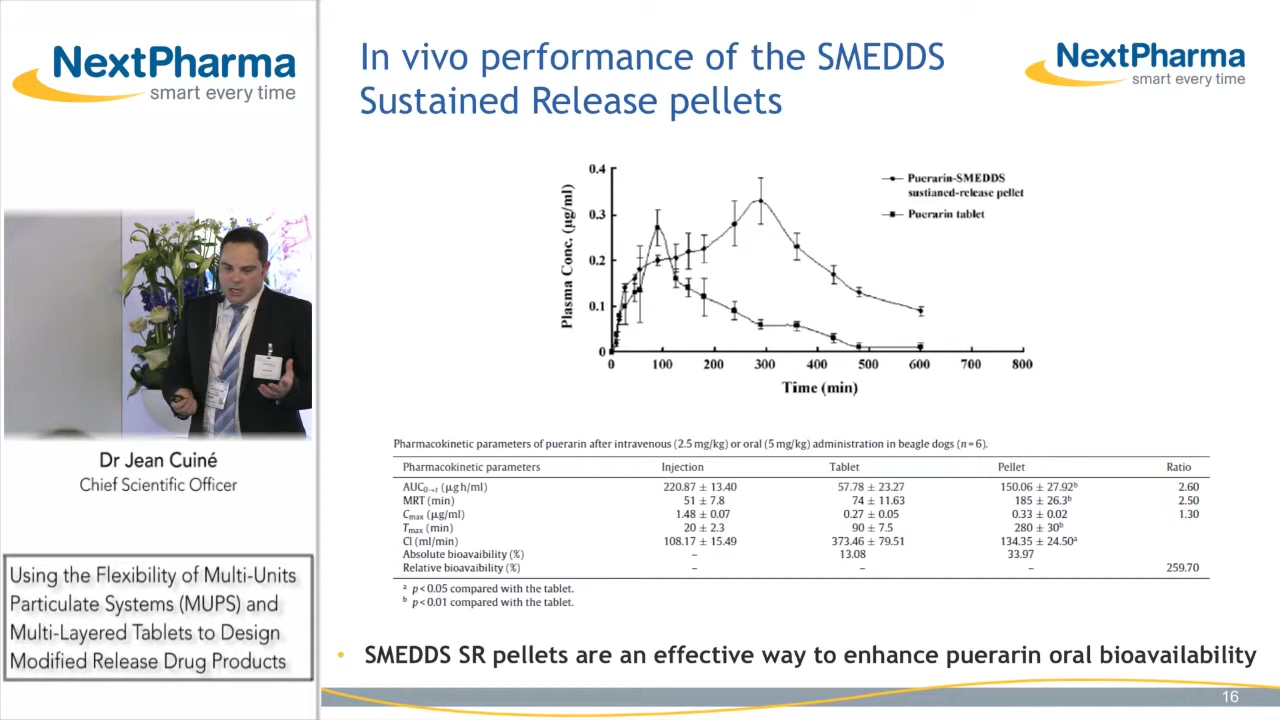 NextPharma
smart every time
In vivo performance of the SMEDDS
Sustained Release pellets
NextPharma
smart every time
Puerarin-SMEDDS
sustianed-release pellet
Puerarin tablet
Plasma Conc. (μg/ml)
0.4
0.3
0.2
0.1
0
0 100 200 300 400 500 600 700 800
Time (min)
Pharmacokinetic parameters of puerarin after intravenous (2.5 mg/kg) or oral (5 mg/kg) administration in beagle dogs (n = 6).
Pharmacokinetic parameters Injection Tablet Pellet Ratio
AUC0→t (μg h/ml) 220.87 ± 13.40 57.78 ± 23.27 150.06 ± 27.92b 2.60
MRT (min) 51 ± 7.8 74 ± 11.63 185 ± 26.3b 2.50
Cmax (μg/ml) 1.48 ± 0.07 0.27 ± 0.05 0.33 ± 0.02 1.30
Tmax (min) 20 ± 2.3 90 ± 7.5 280 ± 30b
Cl (ml/min) 108.17 ± 15.49 373.46 ± 79.51 134.35 ± 24.50a
Absolute bioavaibility (%) – 13.08 33.97
Relative bioavaibility (%) – – – 259.70
a p < 0.05 compared with the tablet.
b p < 0.01 compared with the tablet.
• SMEDDS SR pellets are an effective way to enhance puerarin oral bioavailability
16
Dr Jean Cuiné
Chief Scientific Officer
Using the Flexibility of Multi-Units
Particulate Systems (MUPS) and
Multi-Layered Tablets to Design
Modified Release Drug Products